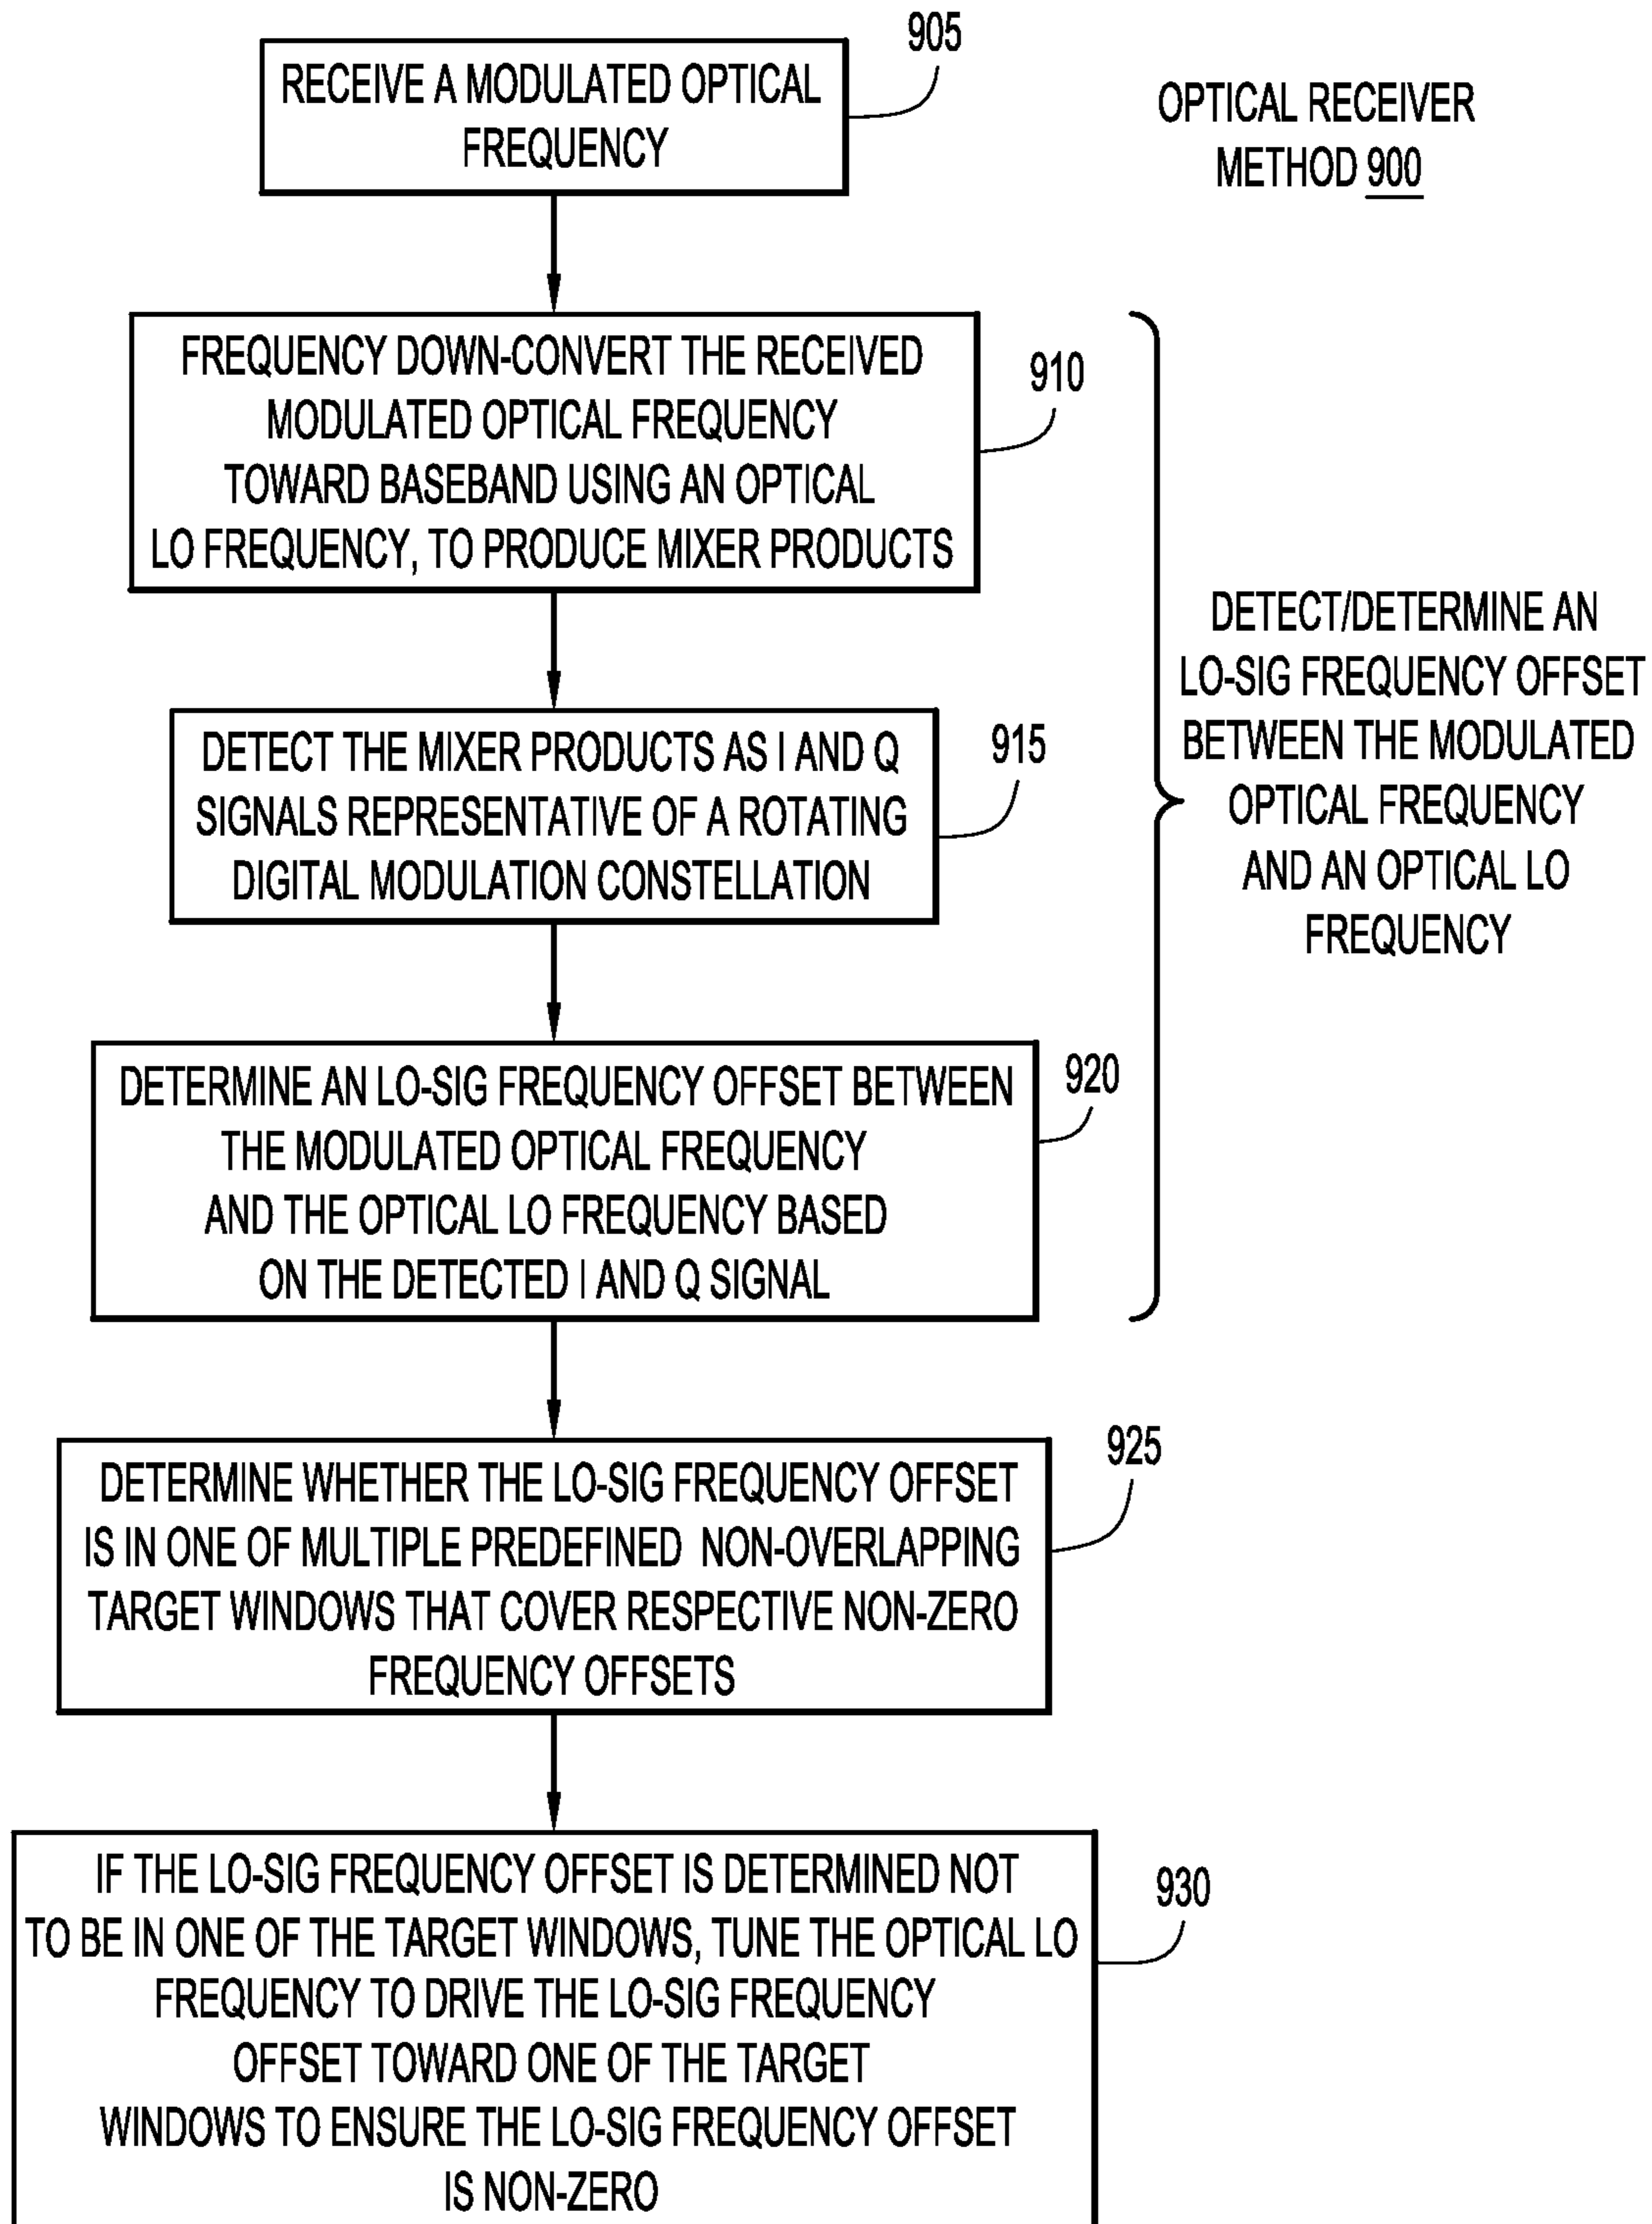 905
RECEIVE A MODULATED OPTICAL
FREQUENCY
OPTICAL RECEIVER
METHOD 900
FREQUENCY DOWN-CONVERT THE RECEIVED
MODULATED OPTICAL FREQUENCY
TOWARD BASEBAND USING AN OPTICAL
LO FREQUENCY, TO PRODUCE MIXER PRODUCTS
910
DETECT THE MIXER PRODUCTS AS I AND Q
SIGNALS REPRESENTATIVE OF A ROTATING
DIGITAL MODULATION CONSTELLATION
915
DETERMINE AN LO-SIG FREQUENCY OFFSET BETWEEN
THE MODULATED OPTICAL FREQUENCY
AND THE OPTICAL LO FREQUENCY BASED
ON THE DETECTED I AND Q SIGNAL
920
DETECT/DETERMINE AN
LO-SIG FREQUENCY OFFSET
BETWEEN THE MODULATED
OPTICAL FREQUENCY
AND AN OPTICAL LO
FREQUENCY
DETERMINE WHETHER THE LO-SIG FREQUENCY OFFSET
IS IN ONE OF MULTIPLE PREDEFINED NON-OVERLAPPING
TARGET WINDOWS THAT COVER RESPECTIVE NON-ZERO
FREQUENCY OFFSETS
925
IF THE LO-SIG FREQUENCY OFFSET IS DETERMINED NOT
TO BE IN ONE OF THE TARGET WINDOWS, TUNE THE OPTICAL LO
FREQUENCY TO DRIVE THE LO-SIG FREQUENCY
OFFSET TOWARD ONE OF THE TARGET
WINDOWS TO ENSURE THE LO-SIG FREQUENCY OFFSET
IS NON-ZERO
930